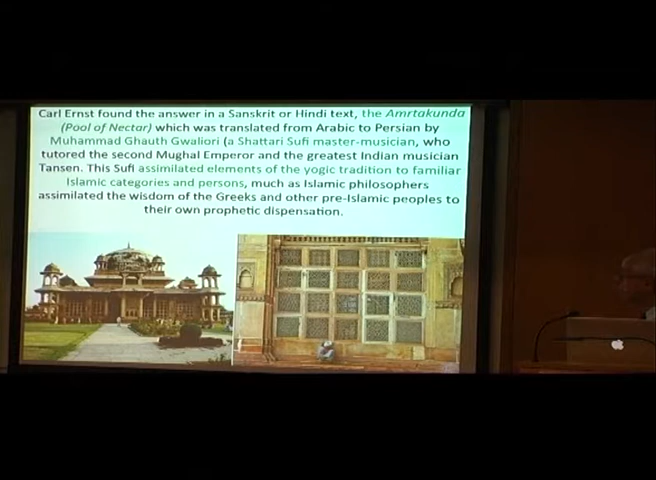 Carl Ernst found the answer in a Sanskrit or Hindi text, the Amrtakunda
(Pool of Nectar) which was translated from Arabic to Persian by
Muhammad Ghauth Gwaliori (a Shattari Sufi master-musician, who
tutored the second Mughal Emperor and the greatest Indian musician
Tansen. This Sufi assimilated elements of the yogic tradition to familiar
Islamic categories and persons, much as Islamic philosophers
assimilated the wisdom of the Greeks and other pre-Islamic peoples to
their own prophetic dispensation.